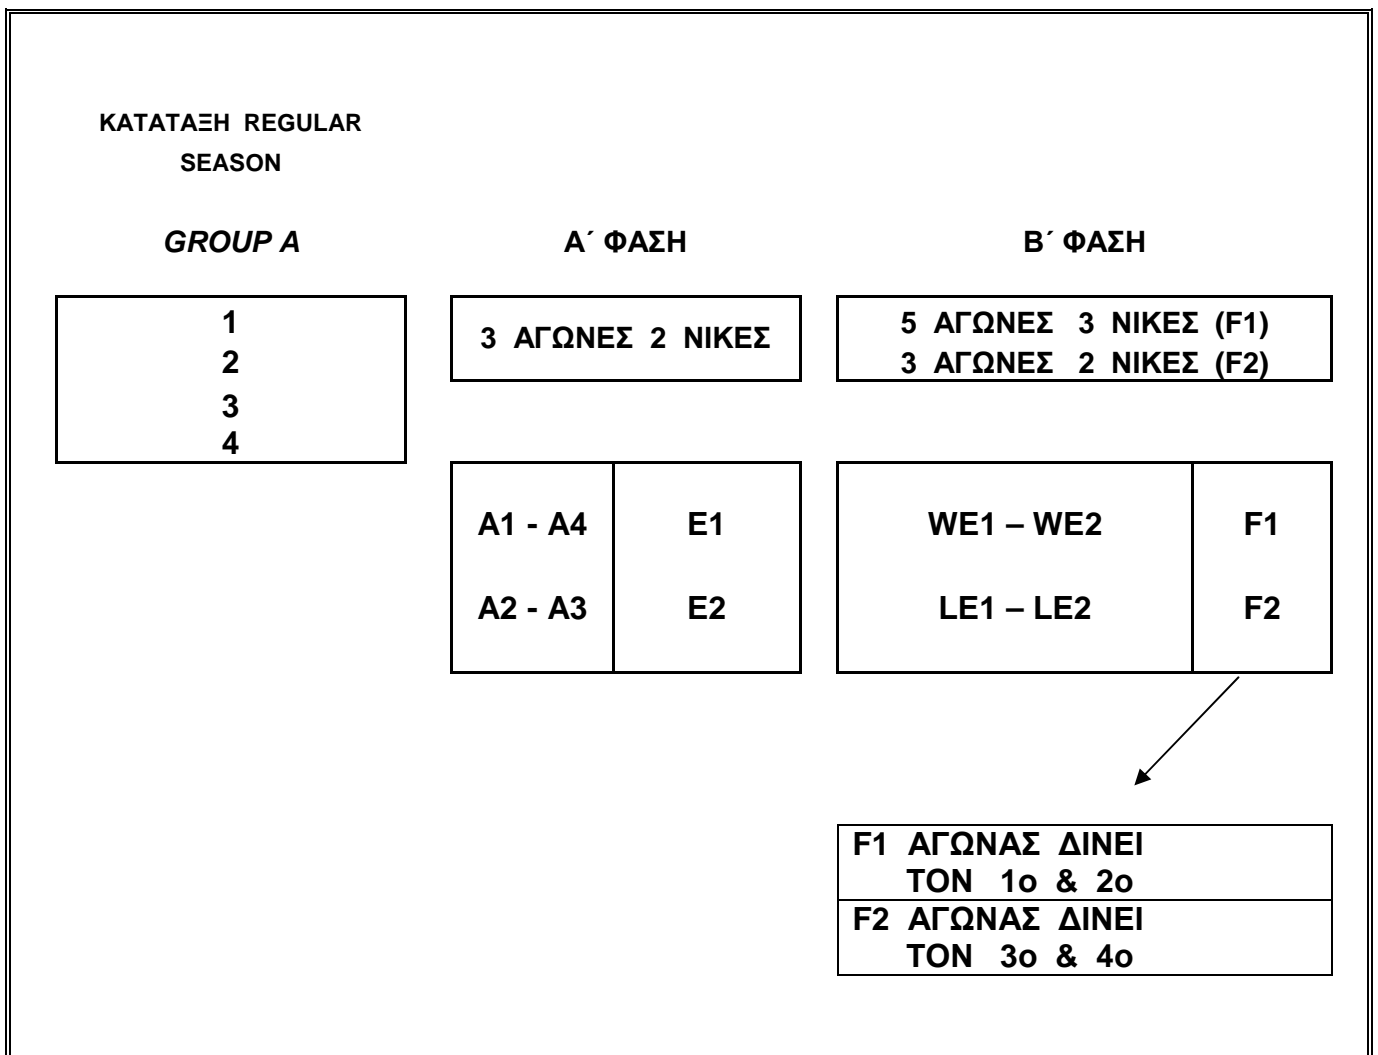 ΚΑΤΑΤΑΞΗ REGULAR
SEASON
GROUP A
Α΄ ΦΑΣΗ
Β΄ ΦΑΣΗ
1
2
3
4
3 ΑΓΩΝΕΣ 2 ΝΙΚΕΣ
5 ΑΓΩΝΕΣ 3 ΝΙΚΕΣ (F1)
3 ΑΓΩΝΕΣ 2 ΝΙΚΕΣ (F2)
A1 - A4
E1
A2 - A3
E2
WE1 – WE2
F1
LE1 – LE2
F2
F1 ΑΓΩΝΑΣ ΔΙΝΕΙ
ΤΟΝ 1ο & 2ο
F2 ΑΓΩΝΑΣ ΔΙΝΕΙ
ΤΟΝ 3ο & 4ο